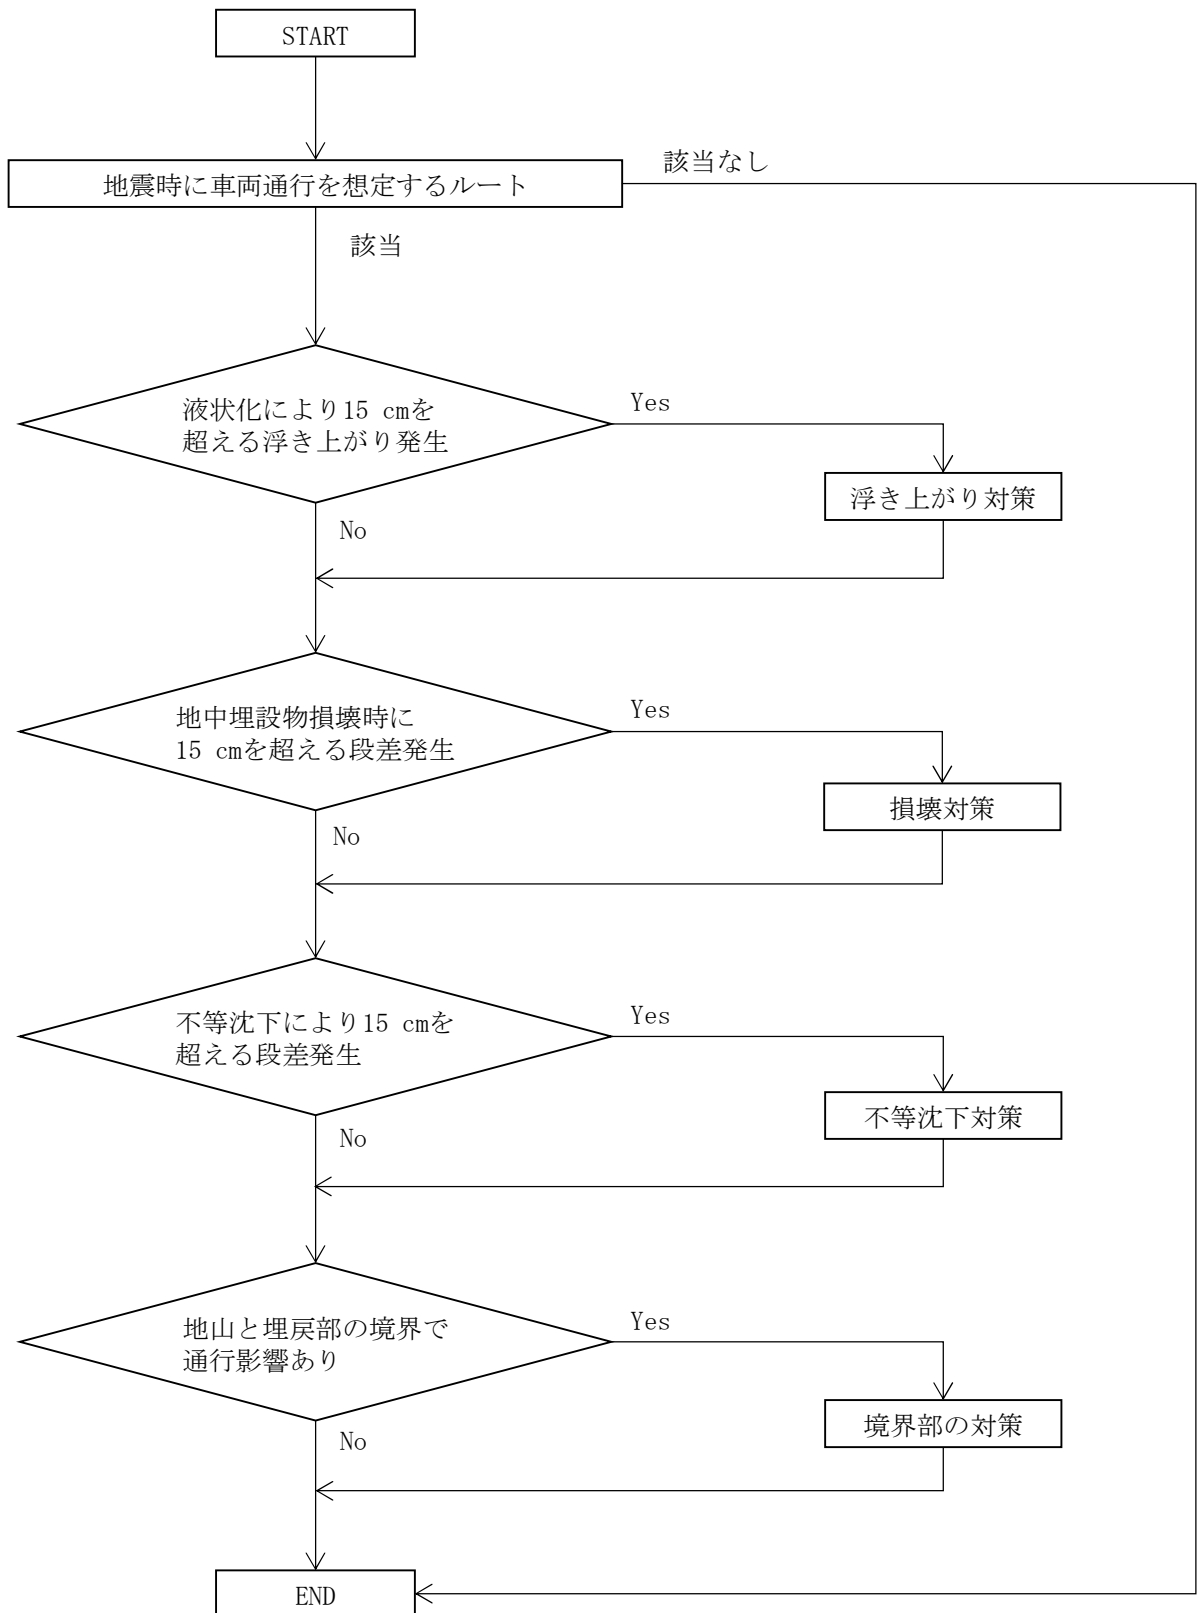 START
地震時に車両通行を想定するルート
該当なし
該当
液状化により15 cmを
超える浮き上がり発生
Yes
浮き上がり対策
No
地中埋設物損壊時に
15 cmを超える段差発生
Yes
損壊対策
No
不等沈下により15 cmを
超える段差発生
Yes
不等沈下対策
No
地山と埋戻部の境界で
通行影響あり
Yes
境界部の対策
No
END